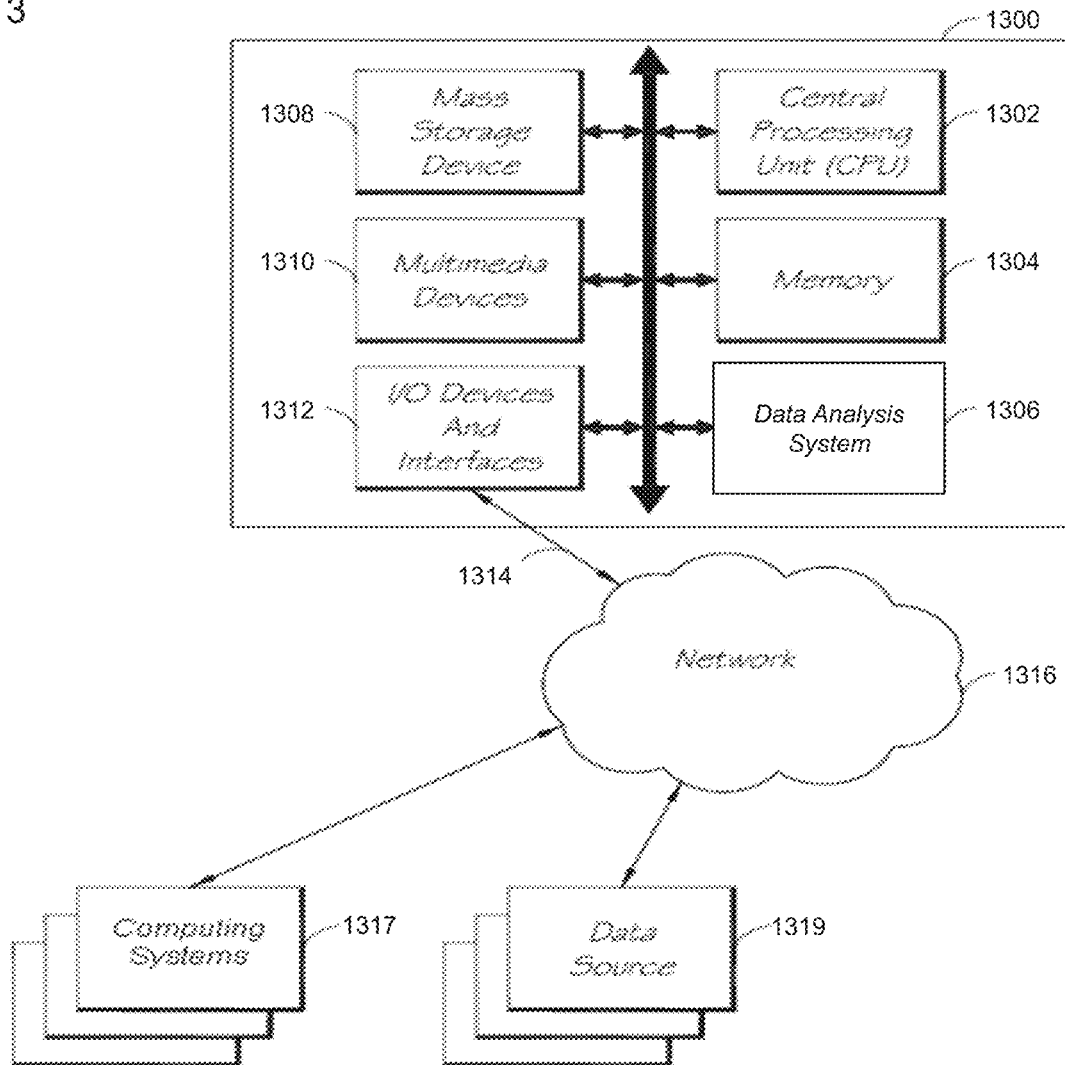 3
1300
1308
Mass
Storage
Device
Central
Processing
Unit (CPU)
1302
1310
Multimedia
Devices
Memory
1304
1312
I/O Devices
And
Interfaces
Data Analysis
System
1306
1314
Network
1316
Computing
Systems
1317
Data
Source
1319